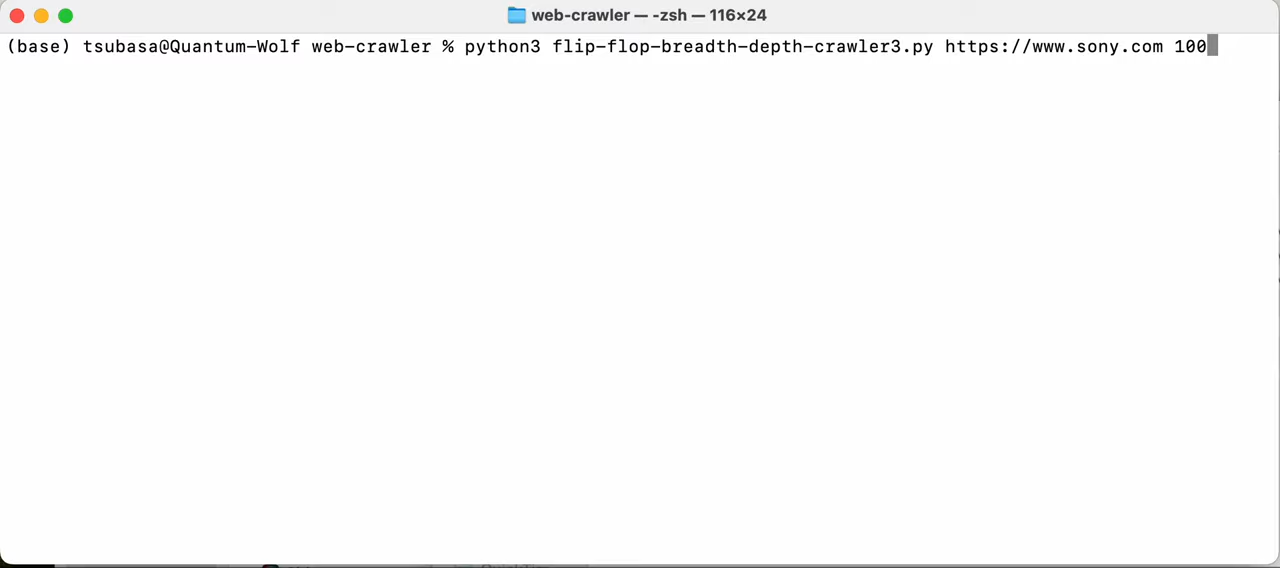 web-crawler — -zsh — 116×24
(base) tsubasa@Quantum-Wolf web-crawler % python3 flip-flop-breadth-depth-crawler3.py https://www.sony.com 100